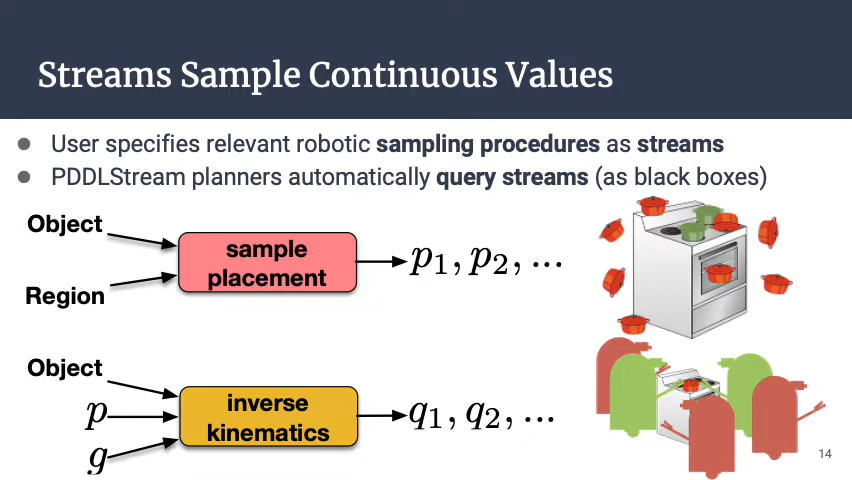 Streams Sample Continuous Values
● User specifies relevant robotic sampling procedures as streams
● PDDLStream planners automatically query streams (as black boxes)
Object
Region
sample
placement
p₁, p₂, ...
Object
p
g
inverse
kinematics
q₁, q₂, ...
14